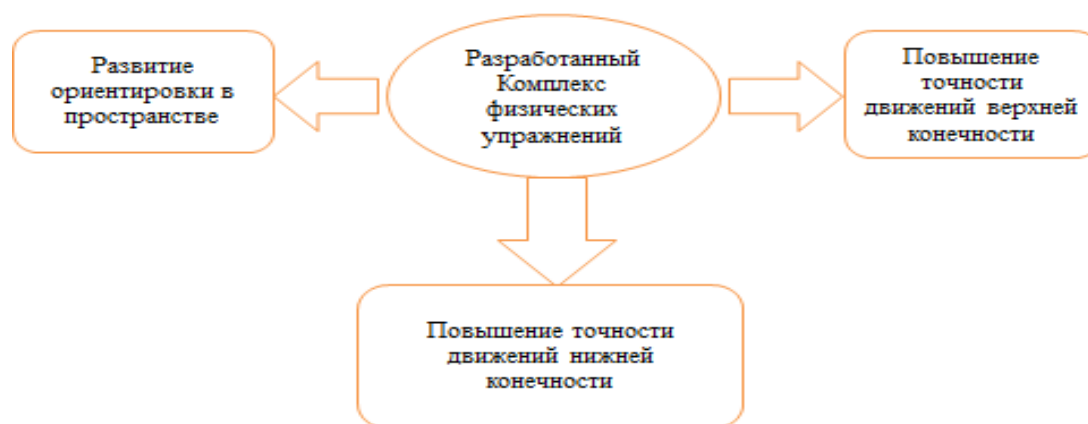 Развитие
ориентировки в
пространстве
Разработанный
Комплекс
физических
упражнений
Повышение
точности
движений верхней
конечности
Повышение точности
движений нижней
конечности